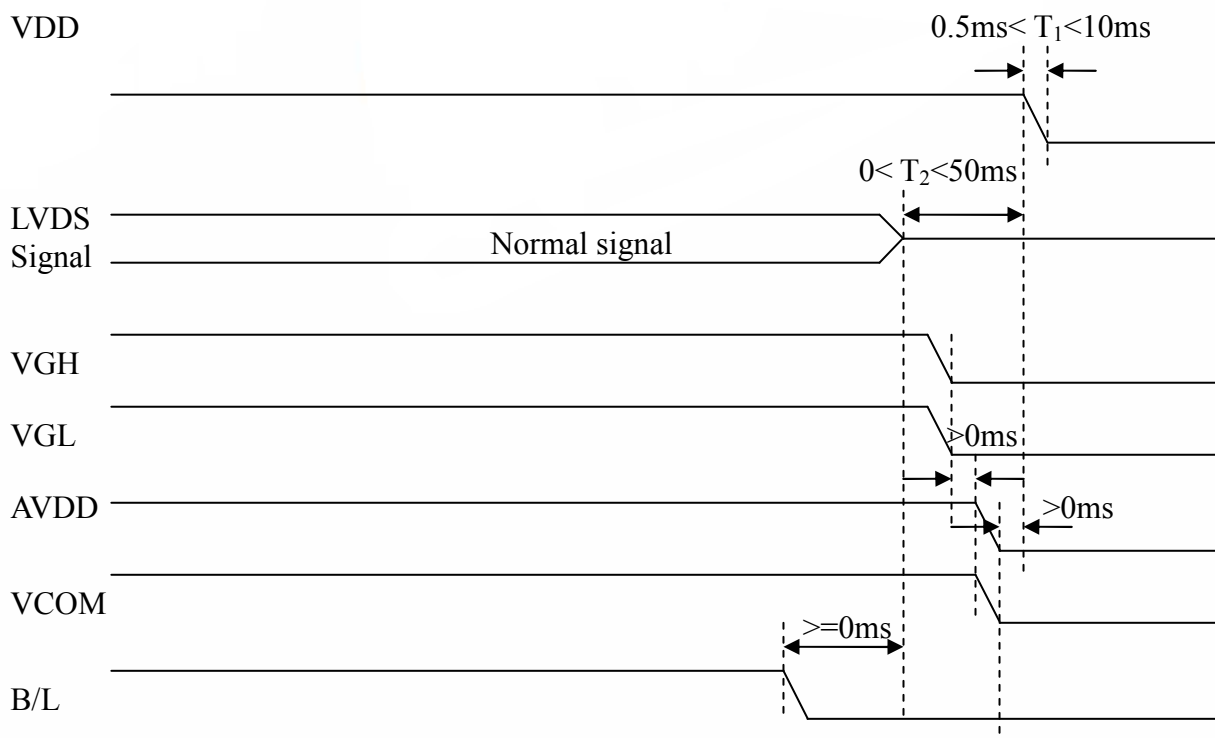 VDD
0.5ms< T₁<10ms
0< T₂<50ms
LVDS
Signal
Normal signal
VGH
VGL
>0ms
AVDD
>0ms
VCOM
>=0ms
B/L